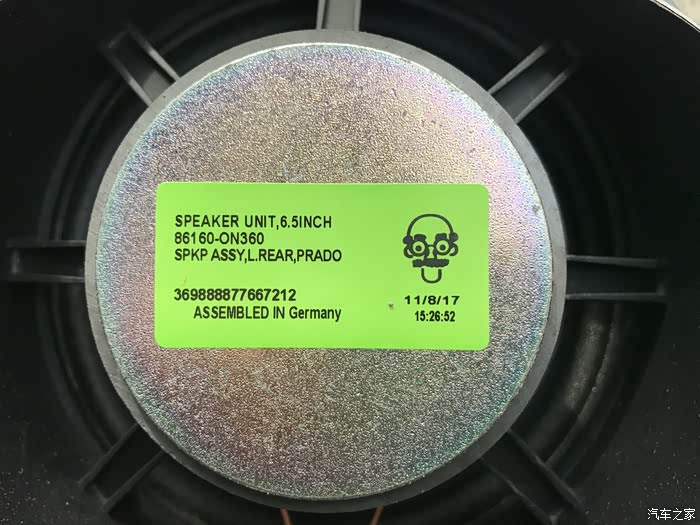 SPEAKER UNIT,6.5INCH
86160-ON360
SPKP ASSY,L.REAR,PRADO
369888877667212
ASSEMBLED IN Germany
11/8/17
15:26:52
汽车之家